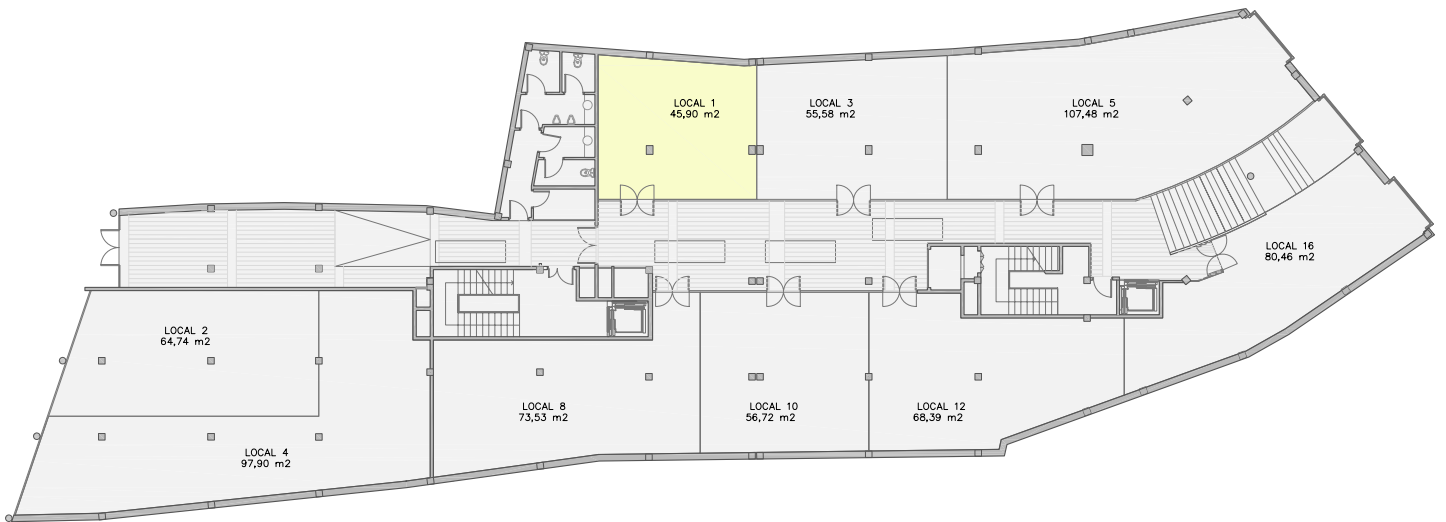 LOCAL 1
45,90 m2
LOCAL 3
55,58 m2
LOCAL 5
107,48 m2
LOCAL 16
80,46 m2
LOCAL 2
64,74 m2
LOCAL 8
73,53 m2
LOCAL 10
56,72 m2
LOCAL 12
68,39 m2
LOCAL 4
97,90 m2